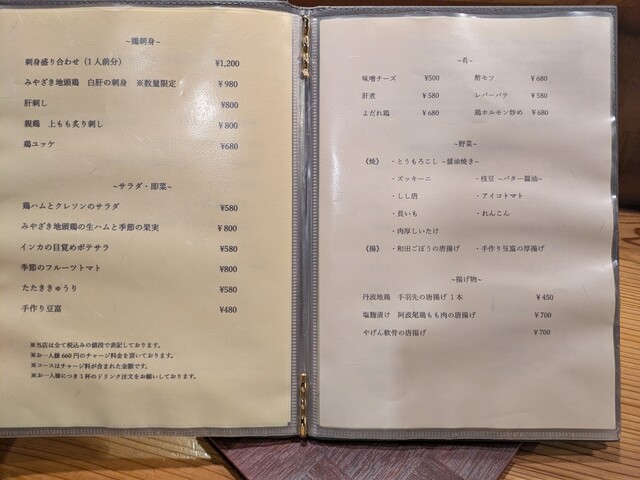 ~鶏刺身~
刺身盛り合わせ(1人前分) ¥1,200
みやざき地頭鶏 白肝の刺身 ※数量限定 ¥980
肝刺し ¥800
親鶏 上もも炙り刺し ¥800
鶏ユッケ ¥680
~サラダ・即菜~
鶏ハムとクレソンのサラダ ¥580
みやざき地頭鶏の生ハムと季節の果実 ¥800
インカの目覚めポテサラ ¥580
季節のフルーツトマト ¥800
たたききゅうり ¥580
手作り豆富 ¥480
※当店は全て税込みの値段で表記しております。
※お一人様660円のチャージ料金を頂いております。
※コースはチャージ料が含まれた金額です。
※お一人様につき1杯のドリンク注文をお願いしております。
~肴~
味噌チーズ ¥500 酢モツ ¥680
肝煮 ¥580 レバーパテ ¥580
よだれ鶏 ¥680 鶏ホルモン炒め ¥680
~野菜~
《焼》 ・とうもろこし ~醤油焼き~
・ズッキーニ ・枝豆 ~バター醤油~
・しし唐 ・アイコトマト
・長いも ・れんこん
・肉厚しいたけ
《揚》 ・和田ごぼうの唐揚げ ・手作り豆富の厚揚げ
~揚げ物~
丹波地鶏 手羽先の唐揚げ 1本 ¥450
塩麹漬け 阿波尾鶏もも肉の唐揚げ ¥700
やげん軟骨の唐揚げ ¥700